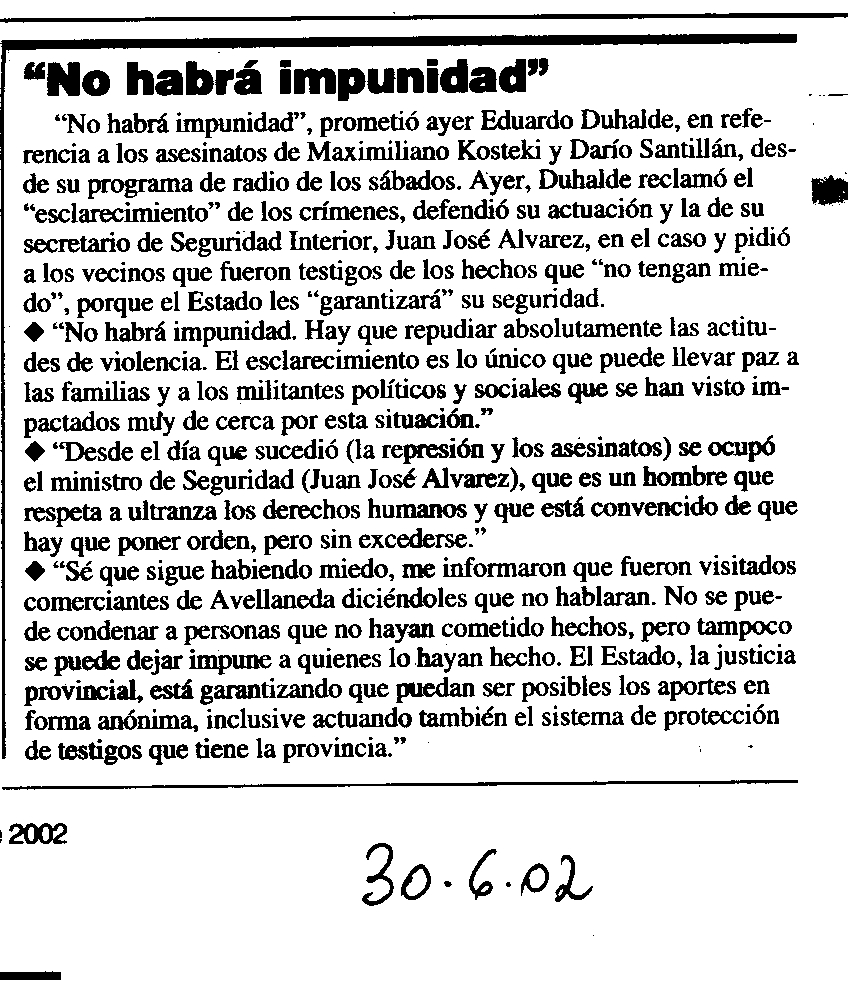 “No habrá impunidad”
“No habrá impunidad”, prometió ayer Eduardo Duhalde, en refe-
rencia a los asesinatos de Maximiliano Kosteki y Darío Santillán, des-
de su programa de radio de los sábados. Ayer, Duhalde reclamó el
“esclarecimiento” de los crímenes, defendió su actuación y la de su
secretario de Seguridad Interior, Juan José Alvarez, en el caso y pidió
a los vecinos que fueron testigos de los hechos que “no tengan mie-
do”, porque el Estado les “garantizará” su seguridad.
◆ “No habrá impunidad. Hay que repudiar absolutamente las actitu-
des de violencia. El esclarecimiento es lo único que puede llevar paz a
las familias y a los militantes políticos y sociales que se han visto im-
pactados muy de cerca por esta situación.”
◆ “Desde el día que sucedió (la represión y los asesinatos) se ocupó
el ministro de Seguridad (Juan José Alvarez), que es un hombre que
respeta a ultranza los derechos humanos y que está convencido de que
hay que poner orden, pero sin excederse.”
◆ “Sé que sigue habiendo miedo, me informaron que fueron visitados
comerciantes de Avellaneda diciéndoles que no hablaran. No se pue-
de condenar a personas que no hayan cometido hechos, pero tampoco
se puede dejar impune a quienes lo hayan hecho. El Estado, la justicia
provincial, está garantizando que puedan ser posibles los aportes en
forma anónima, inclusive actuando también el sistema de protección
de testigos que tiene la provincia.”
2002
30.6.02